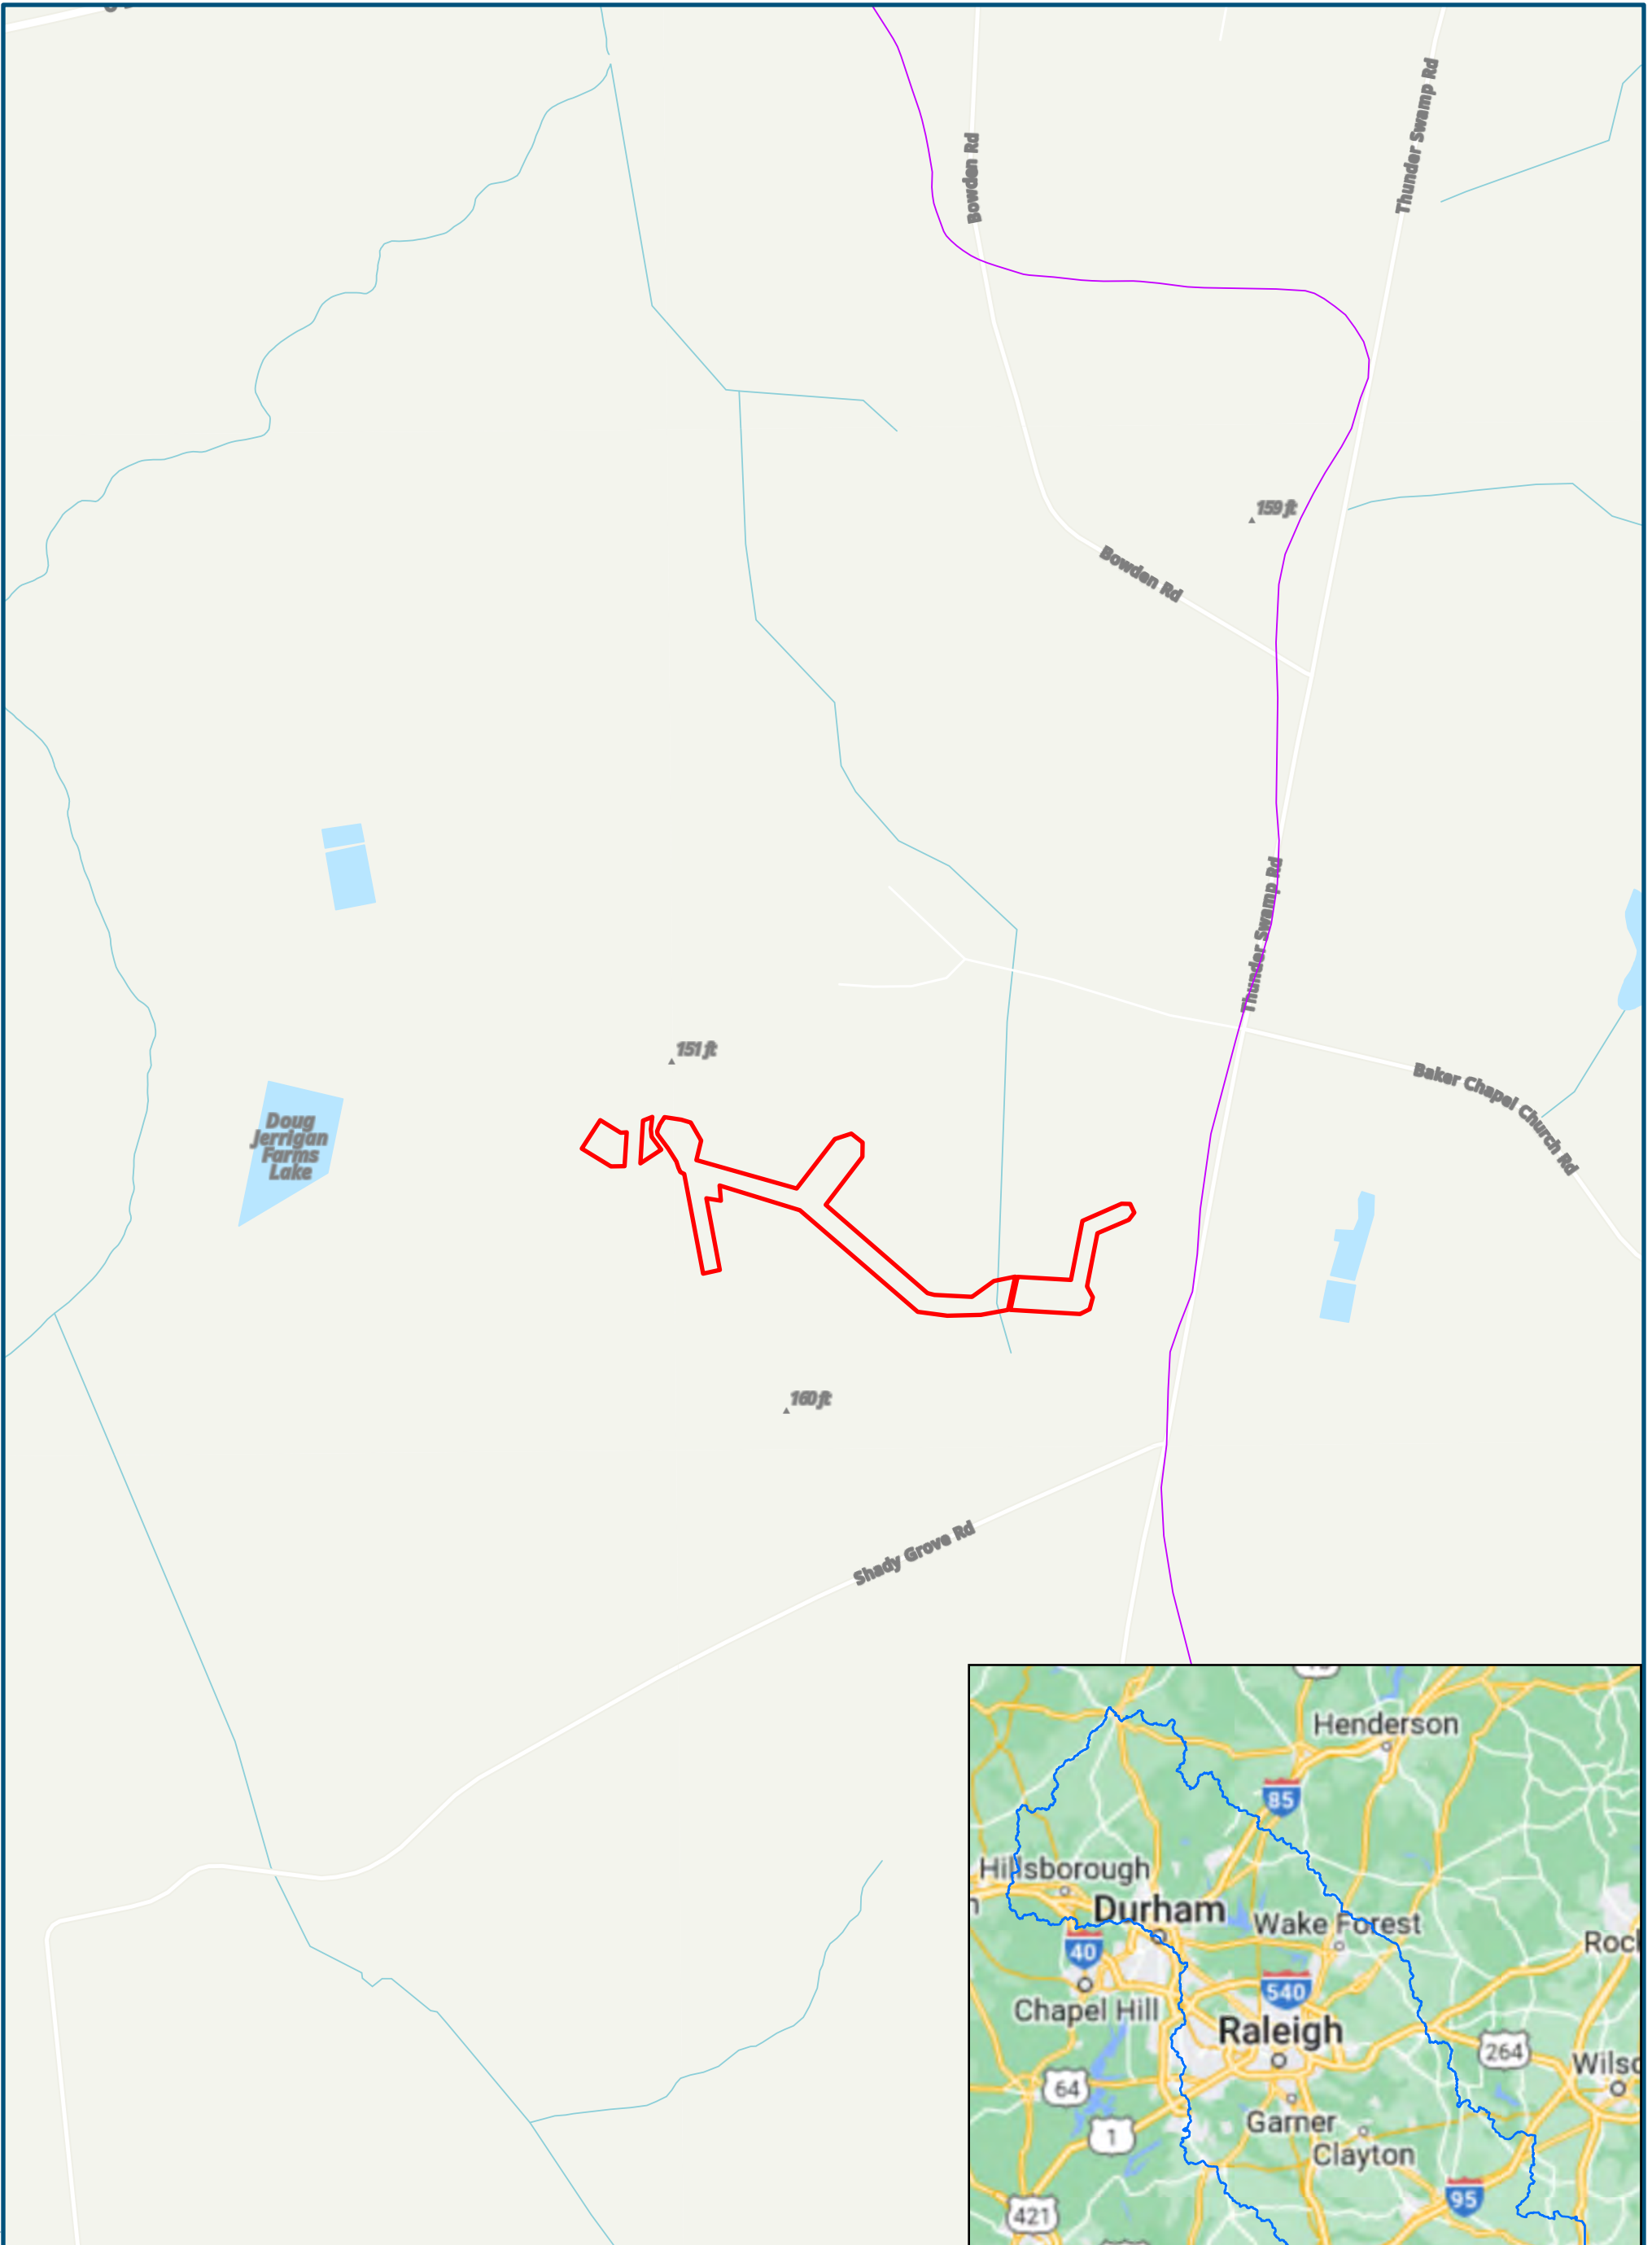 Bowden Rd
Thunder Swamp Rd
159 ft
Bowden Rd
Thunder Swamp Rd
151 ft
Baker Chapel Church Rd
Doug
Jerrigan
Farms
Lake
160 ft
Shady Grove Rd
Henderson
85
Hillsborough
Durham
Wake Forest
40
540
Chapel Hill
Raleigh
264
64
Garner
1
Clayton
95
421